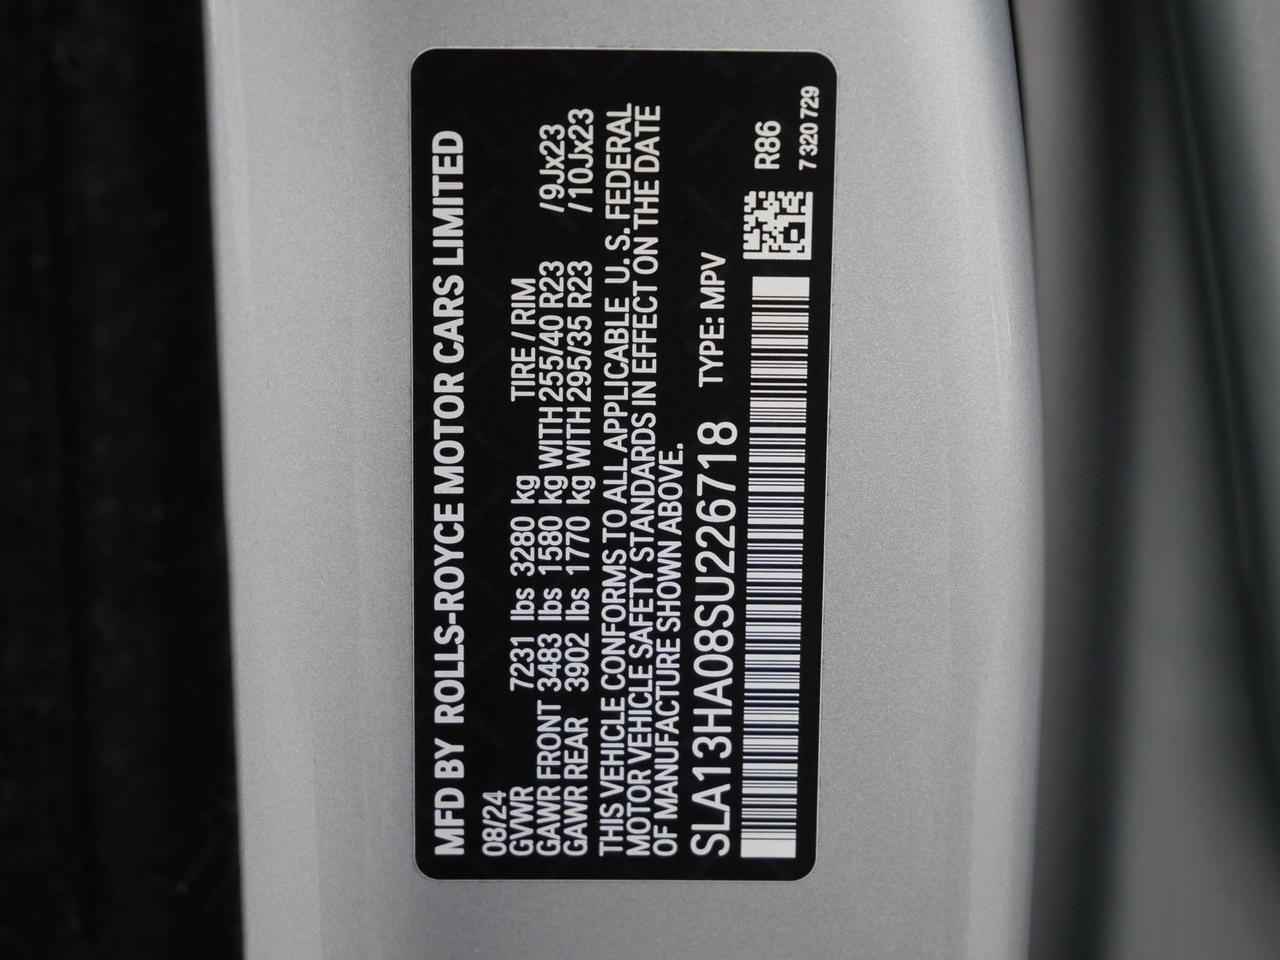 MFD BY ROLLS-ROYCE MOTOR CARS LIMITED
08/24
GVWR 7231 lbs 3280 kg TIRE / RIM
GAWR FRONT 3483 lbs 1580 kg WITH 255/40 R23 /9Jx23
GAWR REAR 3902 lbs 1770 kg WITH 295/35 R23 /10Jx23
THIS VEHICLE CONFORMS TO ALL APPLICABLE U. S. FEDERAL
MOTOR VEHICLE SAFETY STANDARDS IN EFFECT ON THE DATE
OF MANUFACTURE SHOWN ABOVE.
SLA13HA08SU226718 TYPE: MPV
R86
7 320 729